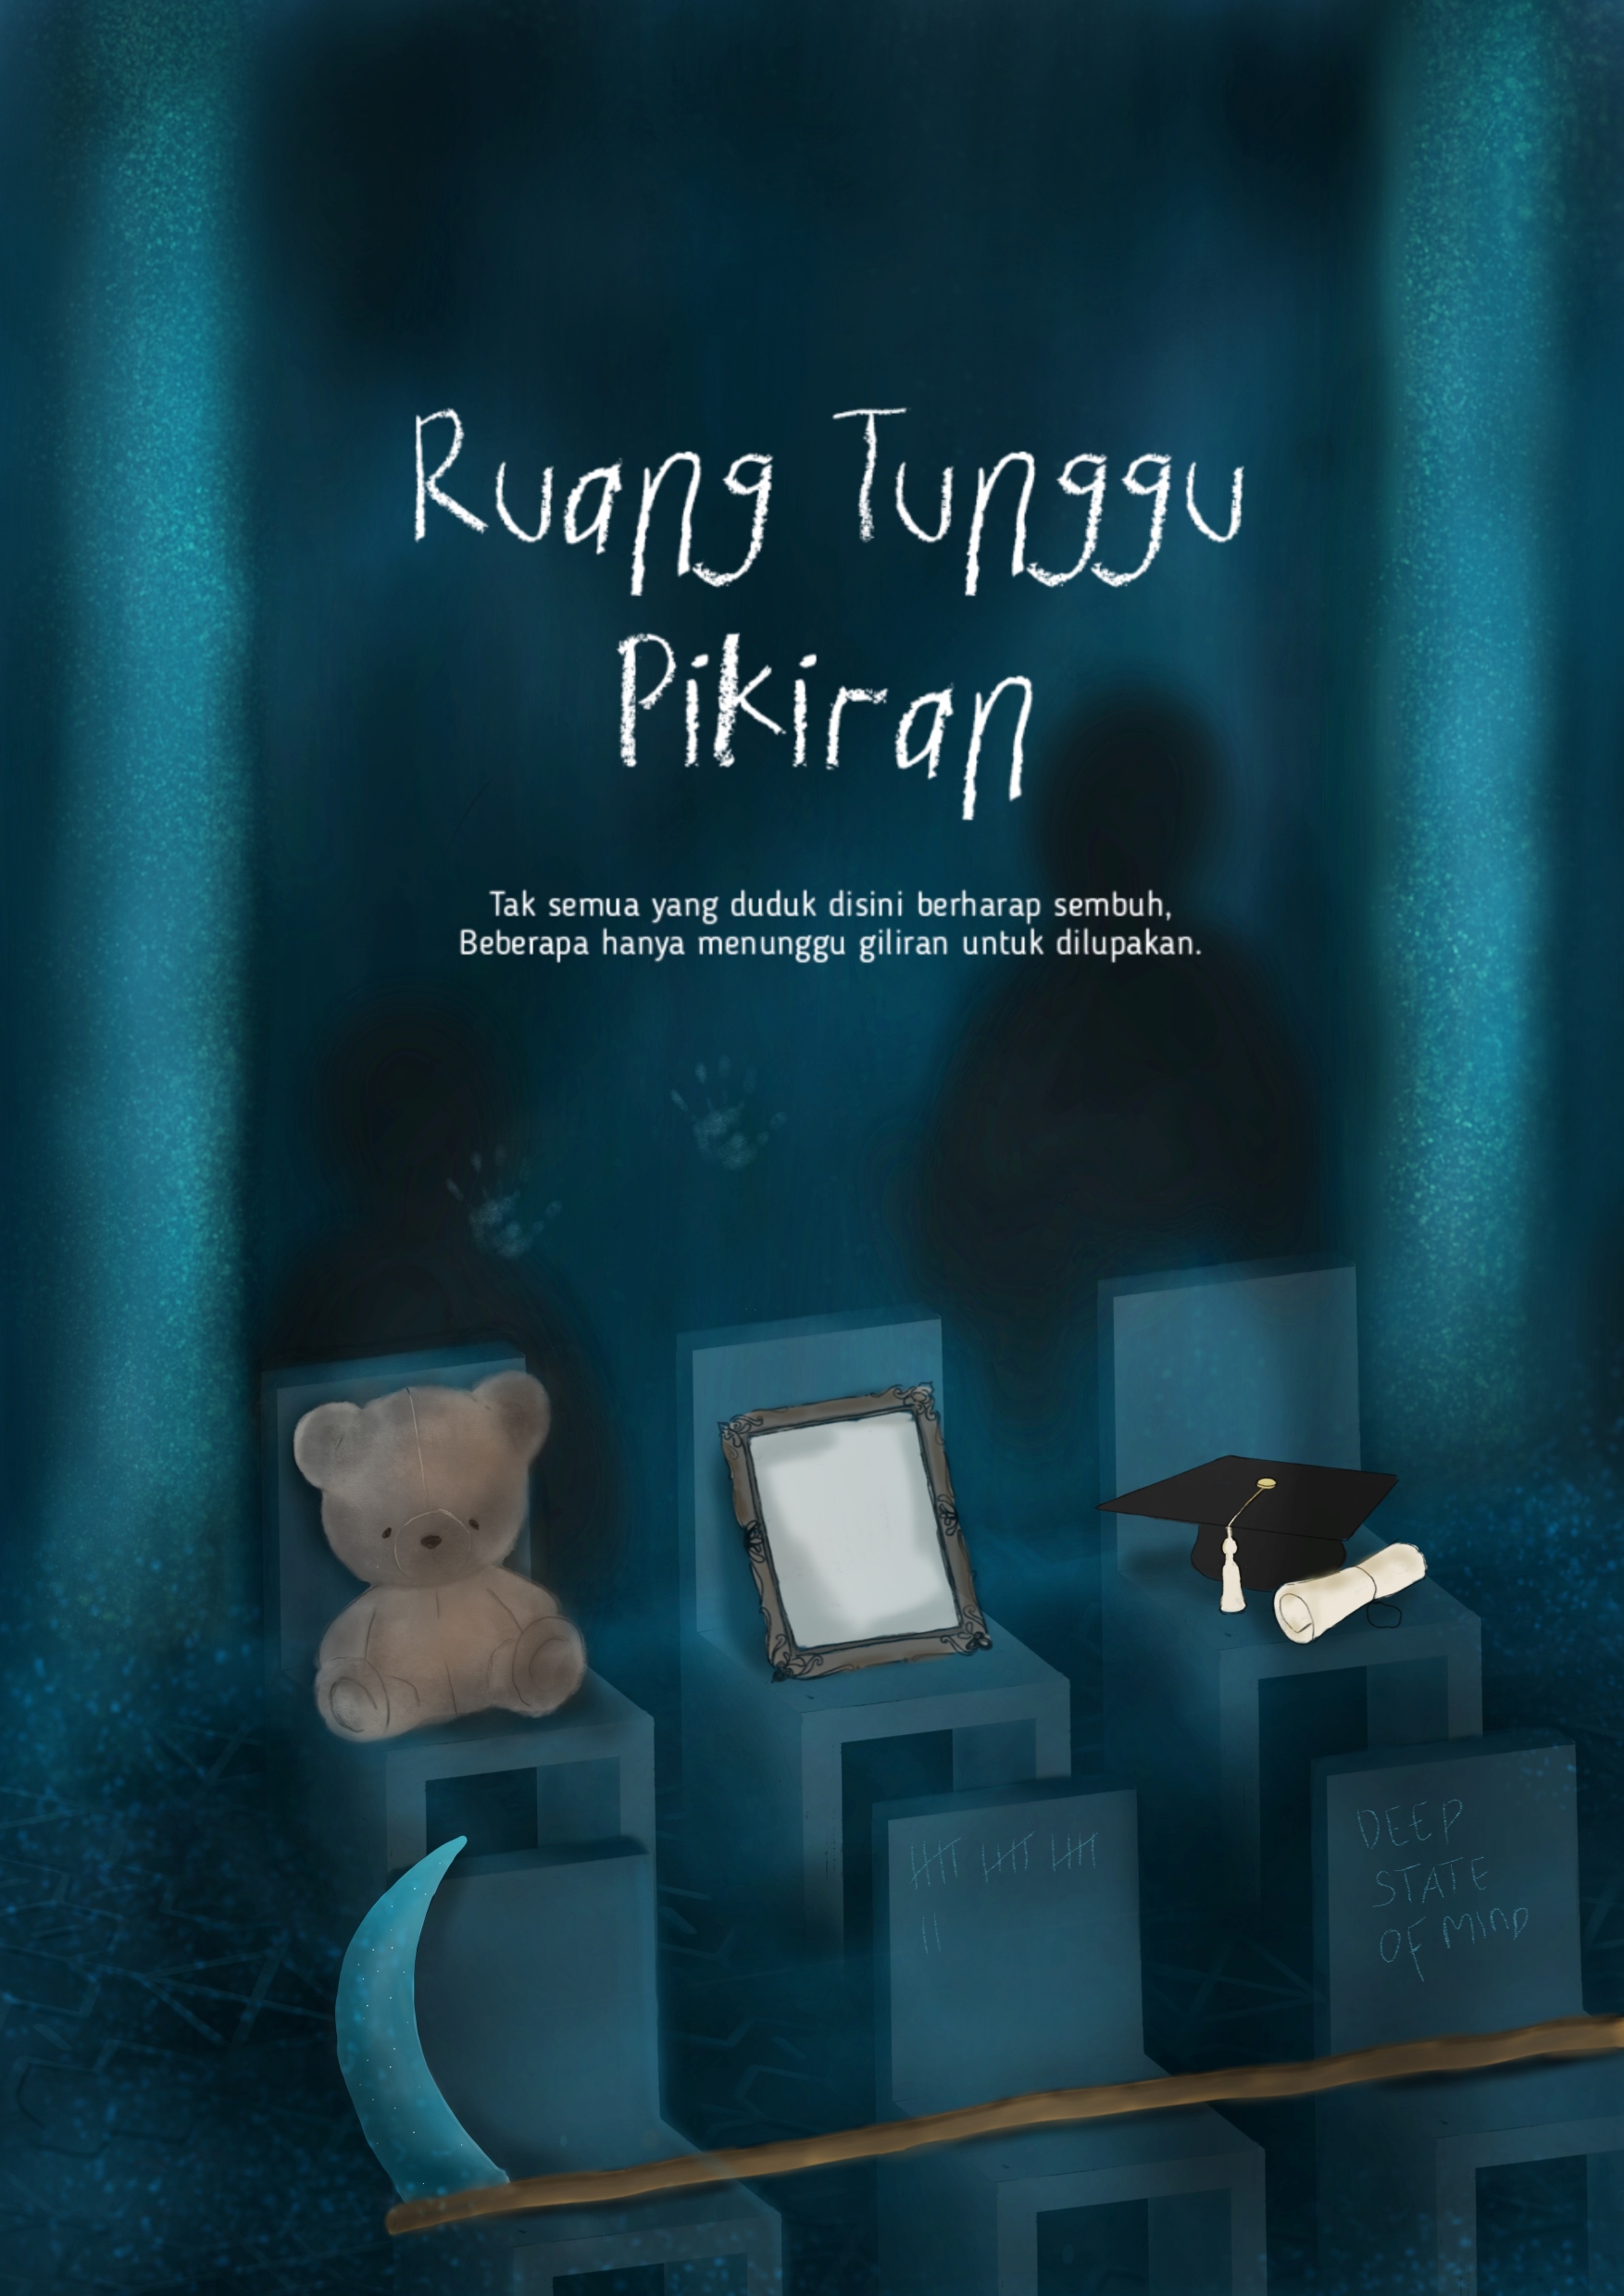 Ruang Tunggu
Pikiran
Tak semua yang duduk disini berharap sembuh,
Beberapa hanya menunggu giliran untuk dilupakan.
DEEP
STATE
OF MIND